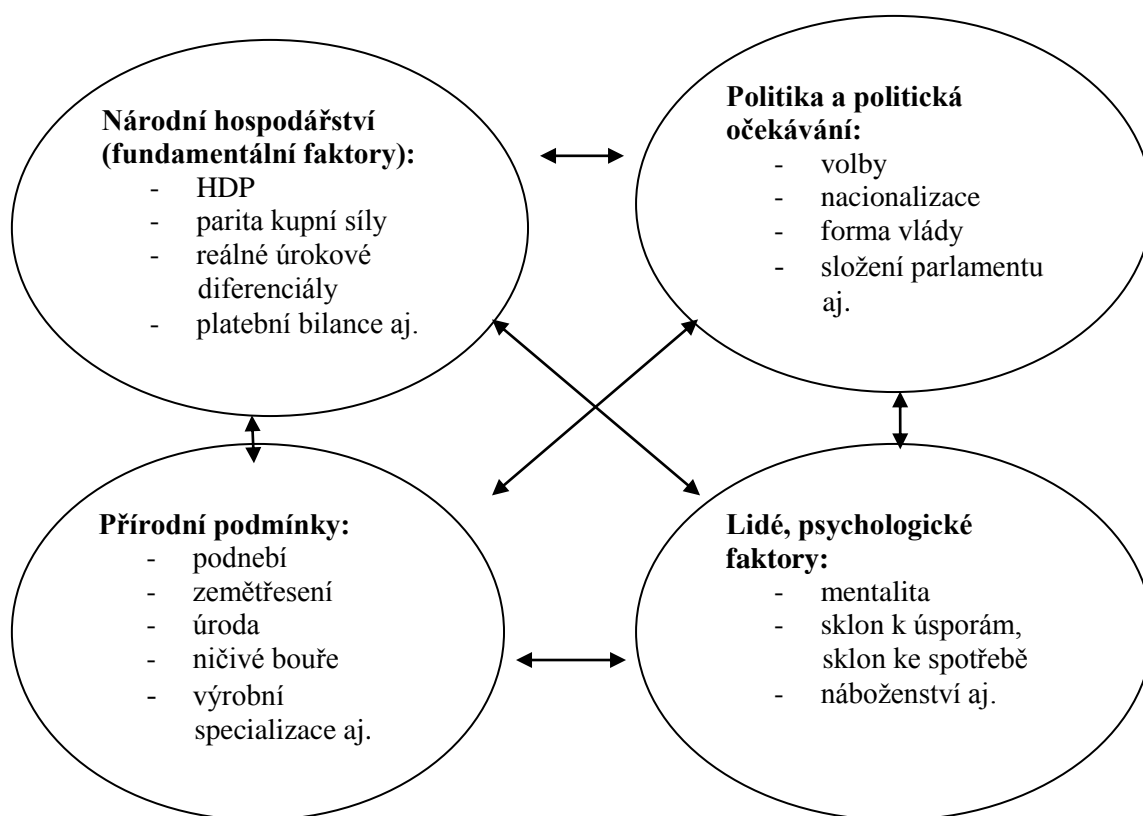 Národní hospodářství
(fundamentální faktory):
- HDP
- parita kupní síly
- reálné úrokové
diferenciály
- platební bilance aj.
Politika a politická
očekávání:
- volby
- nacionalizace
- forma vlády
- složení parlamentu
aj.
Přírodní podmínky:
- podnebí
- zemětřesení
- úroda
- ničivé bouře
- výrobní
specializace aj.
Lidé, psychologické
faktory:
- mentalita
- sklon k úsporám,
sklon ke spotřebě
- náboženství aj.